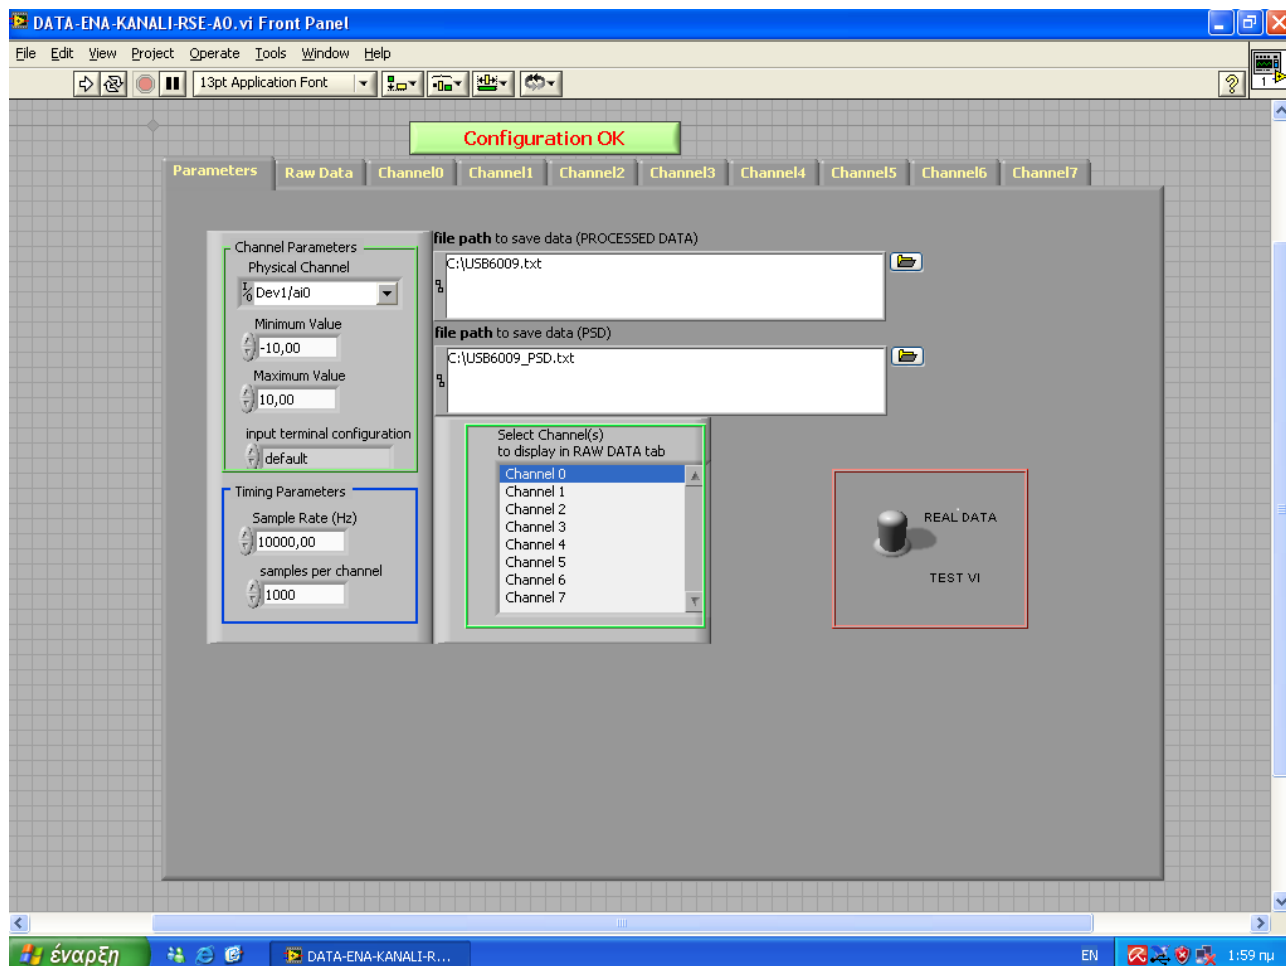 DATA-ENA-KANALI-RSE-A0.vi Front Panel
File Edit View Project Operate Tools Window Help
13pt Application Font
1
Configuration OK
Parameters Raw Data Channel0 Channel1 Channel2 Channel3 Channel4 Channel5 Channel6 Channel7
Channel Parameters
Physical Channel
I/O Dev1/ai0
Minimum Value
-10,00
Maximum Value
10,00
input terminal configuration
default
Timing Parameters
Sample Rate (Hz)
10000,00
samples per channel
1000
file path to save data (PROCESSED DATA)
C:\USB6009.txt
file path to save data (PSD)
C:\USB6009_PSD.txt
Select Channel(s)
to display in RAW DATA tab
Channel 0
Channel 1
Channel 2
Channel 3
Channel 4
Channel 5
Channel 6
Channel 7
REAL DATA
TEST VI
έναρξη DATA-ENA-KANALI-R... EN 1:59 πμ